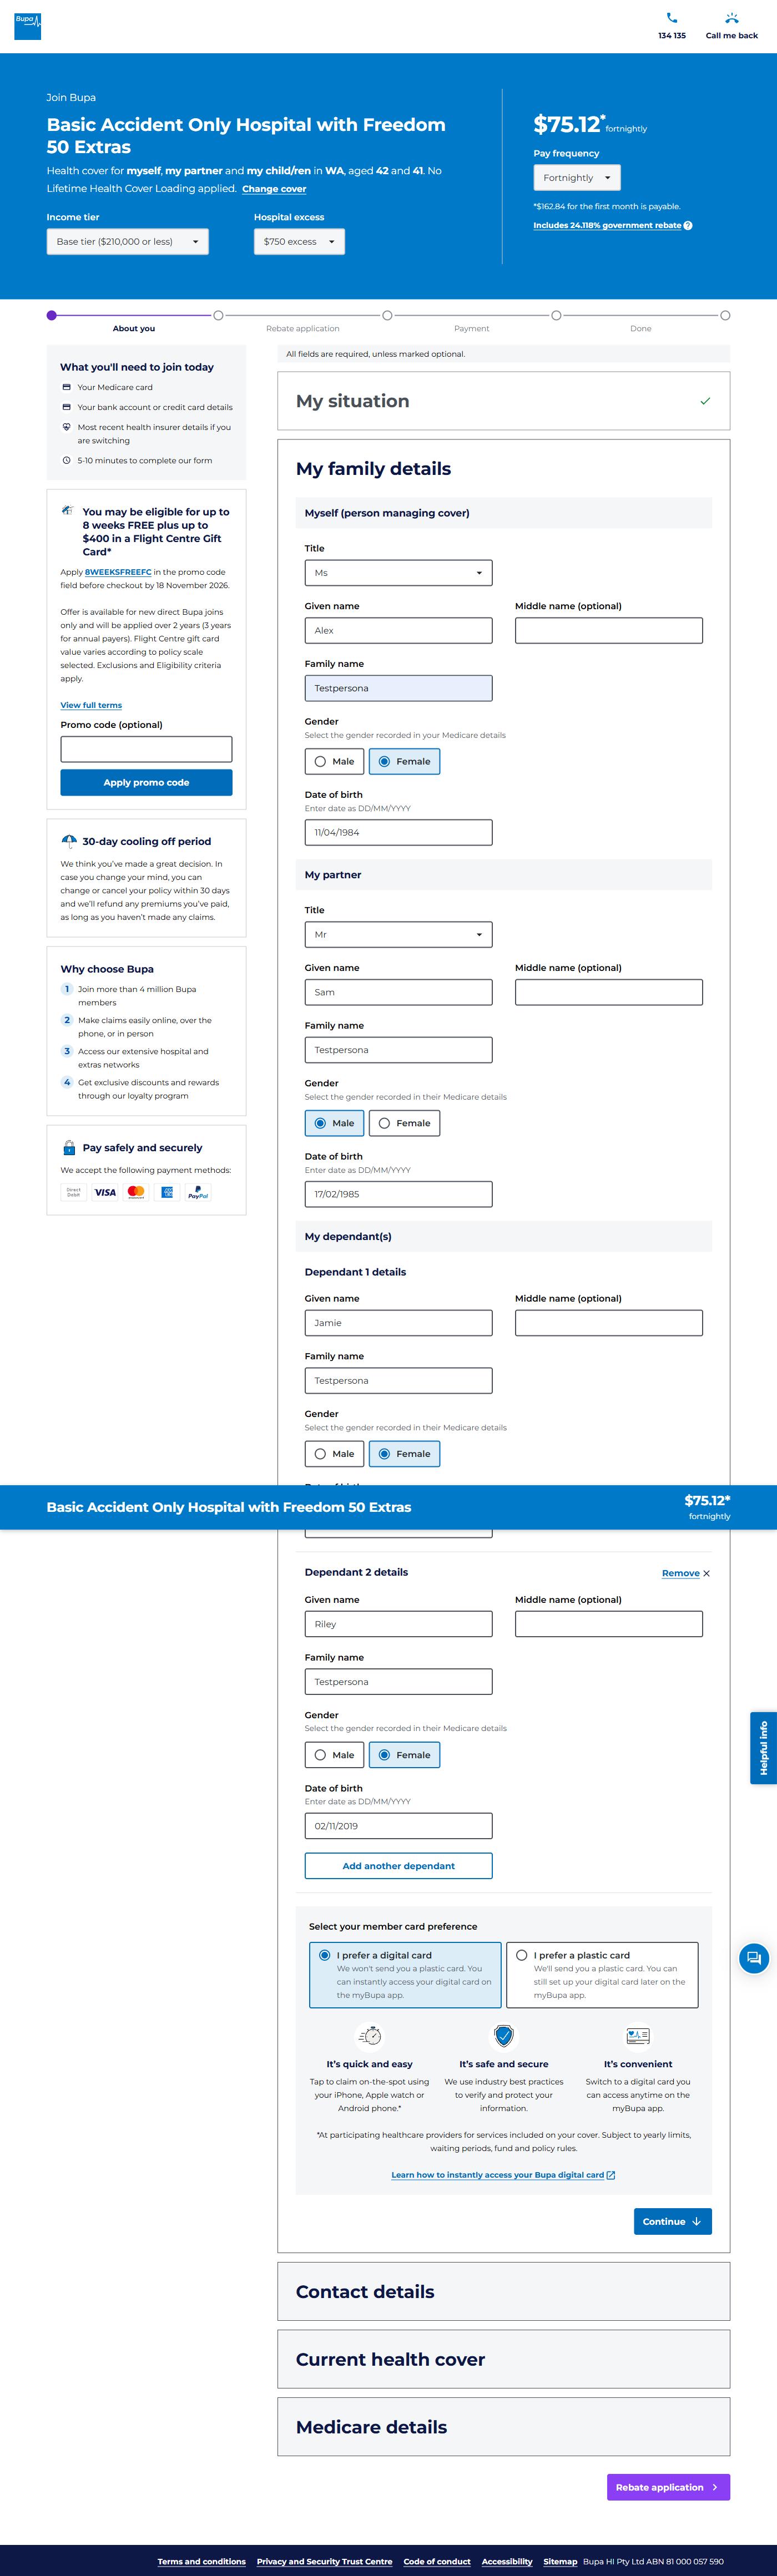 Bupa
134 135
Call me back
Join Bupa
Basic Accident Only Hospital with Freedom
50 Extras
Health cover for myself, my partner and my child/ren in WA, aged 42 and 41. No
Lifetime Health Cover Loading applied. Change cover
Income tier
Hospital excess
Base tier ($210,000 or less)
$750 excess
$75.12* fortnightly
Pay frequency
Fortnightly
*$162.84 for the first month is payable.
Includes 24.118% government rebate ?
About you
Rebate application
Payment
Done
What you'll need to join today
Your Medicare card
Your bank account or credit card details
Most recent health insurer details if you
are switching
5-10 minutes to complete our form
You may be eligible for up to
8 weeks FREE plus up to
$400 in a Flight Centre Gift
Card*
Apply 8WEEKSFREEFC in the promo code
field before checkout by 18 November 2026.
Offer is available for new direct Bupa joins
only and will be applied over 2 years (3 years
for annual payers). Flight Centre gift card
value varies according to policy scale
selected. Exclusions and Eligibility criteria
apply.
View full terms
Promo code (optional)
Apply promo code
30-day cooling off period
We think you've made a great decision. In
case you change your mind, you can
change or cancel your policy within 30 days
and we'll refund any premiums you've paid,
as long as you haven't made any claims.
Why choose Bupa
1 Join more than 4 million Bupa
members
2 Make claims easily online, over the
phone, or in person
3 Access our extensive hospital and
extras networks
4 Get exclusive discounts and rewards
through our loyalty program
Pay safely and securely
We accept the following payment methods:
Direct
Debit
VISA
PayPal
All fields are required, unless marked optional.
My situation
My family details
Myself (person managing cover)
Title
Ms
Given name
Middle name (optional)
Alex
Family name
Testpersona
Gender
Select the gender recorded in your Medicare details
Male
Female
Date of birth
Enter date as DD/MM/YYYY
11/04/1984
My partner
Title
Mr
Given name
Middle name (optional)
Sam
Family name
Testpersona
Gender
Select the gender recorded in their Medicare details
Male
Female
Date of birth
Enter date as DD/MM/YYYY
17/02/1985
My dependant(s)
Dependant 1 details
Given name
Middle name (optional)
Jamie
Family name
Testpersona
Gender
Select the gender recorded in their Medicare details
Male
Female
Basic Accident Only Hospital with Freedom 50 Extras
$75.12*
fortnightly
Dependant 2 details
Remove
Given name
Middle name (optional)
Riley
Family name
Testpersona
Gender
Select the gender recorded in their Medicare details
Male
Female
Date of birth
Enter date as DD/MM/YYYY
02/11/2019
Add another dependant
Helpful info
Select your member card preference
I prefer a digital card
We won't send you a plastic card. You
can instantly access your digital card on
the myBupa app.
I prefer a plastic card
We'll send you a plastic card. You can
still set up your digital card later on the
myBupa app.
It's quick and easy
Tap to claim on-the-spot using
your iPhone, Apple watch or
Android phone.*
It's safe and secure
We use industry best practices
to verify and protect your
information.
It's convenient
Switch to a digital card you
can access anytime on the
myBupa app.
*At participating healthcare providers for services included on your cover. Subject to yearly limits,
waiting periods, fund and policy rules.
Learn how to instantly access your Bupa digital card
Continue
Contact details
Current health cover
Medicare details
Rebate application
Terms and conditions
Privacy and Security Trust Centre
Code of conduct
Accessibility
Sitemap
Bupa HI Pty Ltd ABN 81 000 057 590